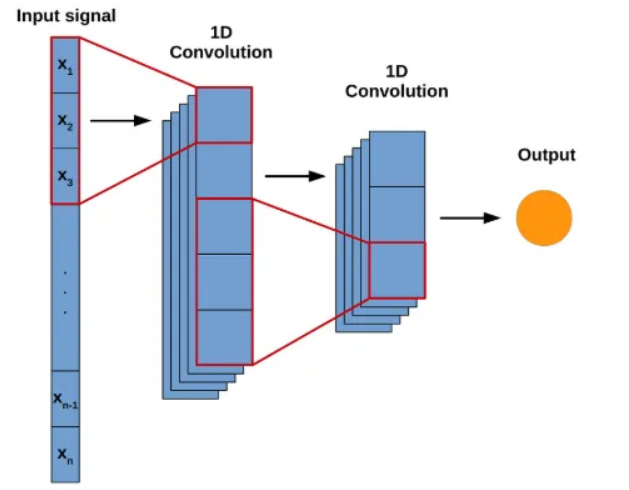 Input signal
1D
Convolution
1D
Convolution
Output
x1
x2
x3
.
.
.
xn-1
xn